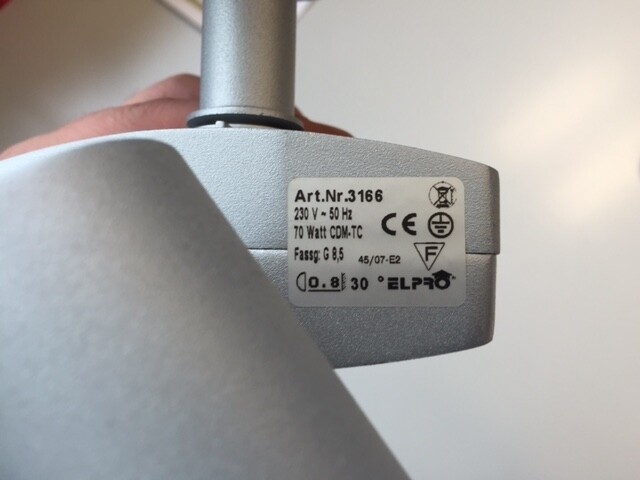 Art.Nr.3166
230 V ~ 50 Hz
70 Watt CDM-TC
CE
Fassg: G 8,5
F
45/07-E2
0.8
30 ° ELPRO